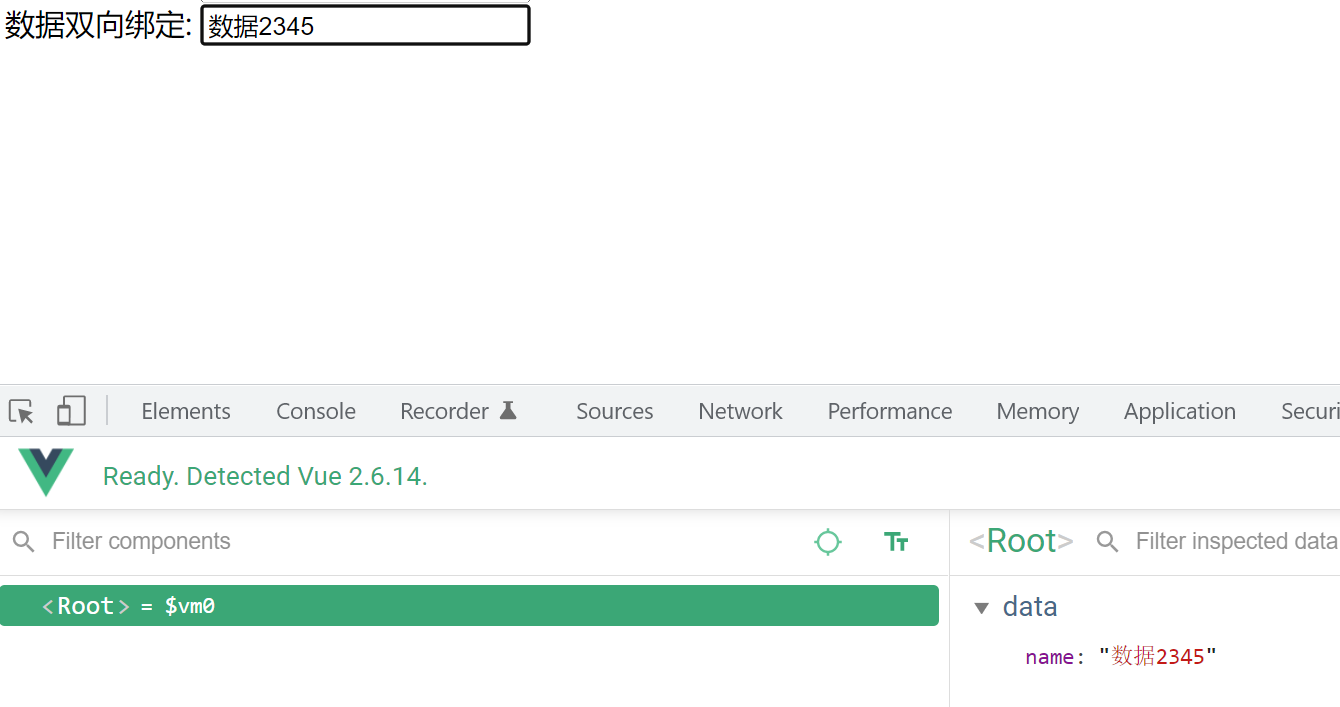 数据双向绑定: 数据2345
Elements Console Recorder Sources Network Performance Memory Application Securi
Ready. Detected Vue 2.6.14.
Filter components
<Root> Filter inspected data
<Root> = $vm0
data
name: "数据2345"